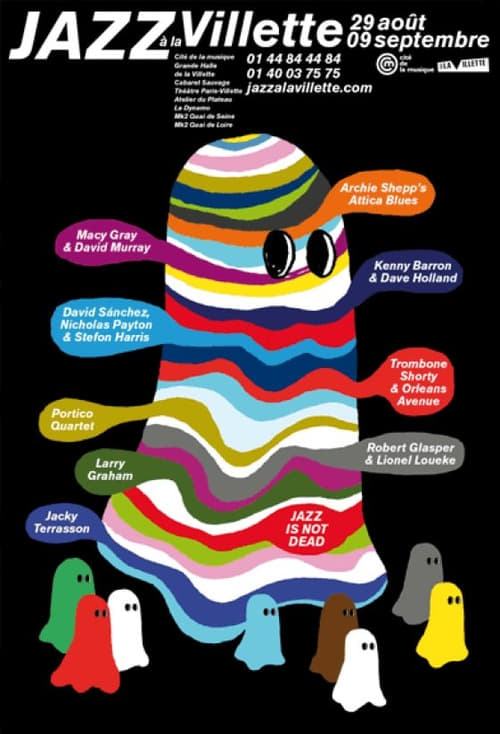 JAZZ à la Villette
29 août
09 septembre
Cité de la musique
Grande Halle
de la Villette
Cabaret Sauvage
Théâtre Paris-Villette
Atelier du Plateau
La Dynamo
Mk2 Quai de Seine
Mk2 Quai de Loire
01 44 84 44 84
01 40 03 75 75
jazzalavillette.com
cité
de
la musique
LA VILLETTE
Archie Shepp's
Attica Blues
Macy Gray
& David Murray
Kenny Barron
& Dave Holland
David Sánchez,
Nicholas Payton
& Stefon Harris
Trombone
Shorty
& Orleans
Avenue
Portico
Quartet
Robert Glasper
& Lionel Loueke
Larry
Graham
Jacky
Terrasson
JAZZ
IS NOT
DEAD